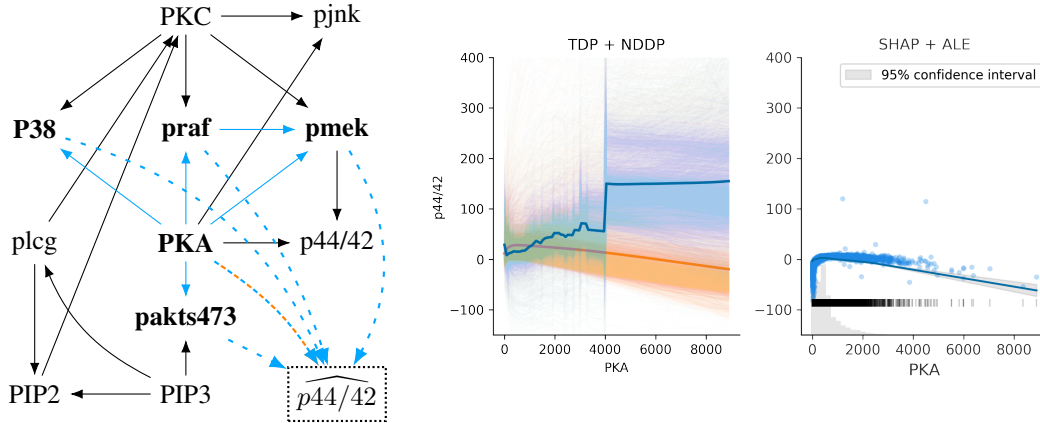 PKC
pjnk
P38
praf
pmek
plcg
PKA
p44/42
pakts473
PIP2
PIP3
p44/42
TDP + NDDP
p44/42
400
300
200
100
0
−100
0
2000
4000
6000
8000
PKA
SHAP + ALE
95% confidence interval
400
300
200
100
0
−100
0
2000
4000
6000
8000
PKA